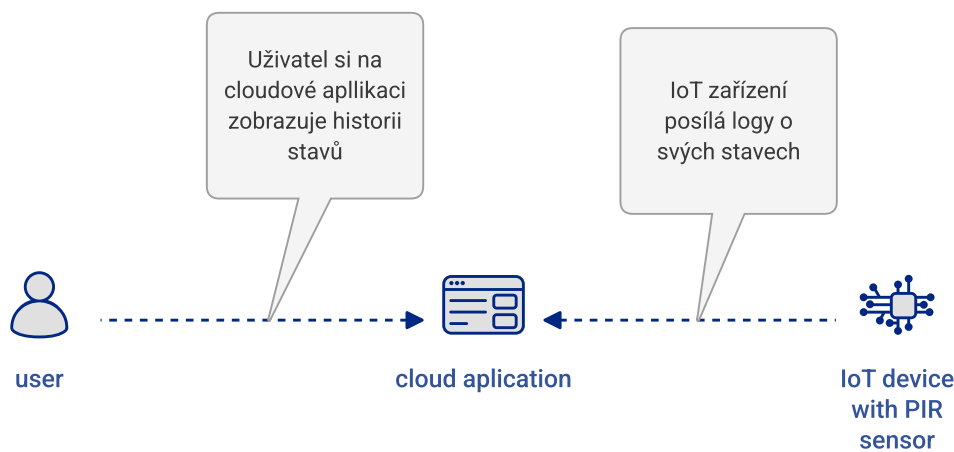 Uživatel si na
cloudové apllikaci
zobrazuje historii
stavů
IoT zařízení
posílá logy o
svých stavech
user
cloud aplication
IoT device
with PIR
sensor